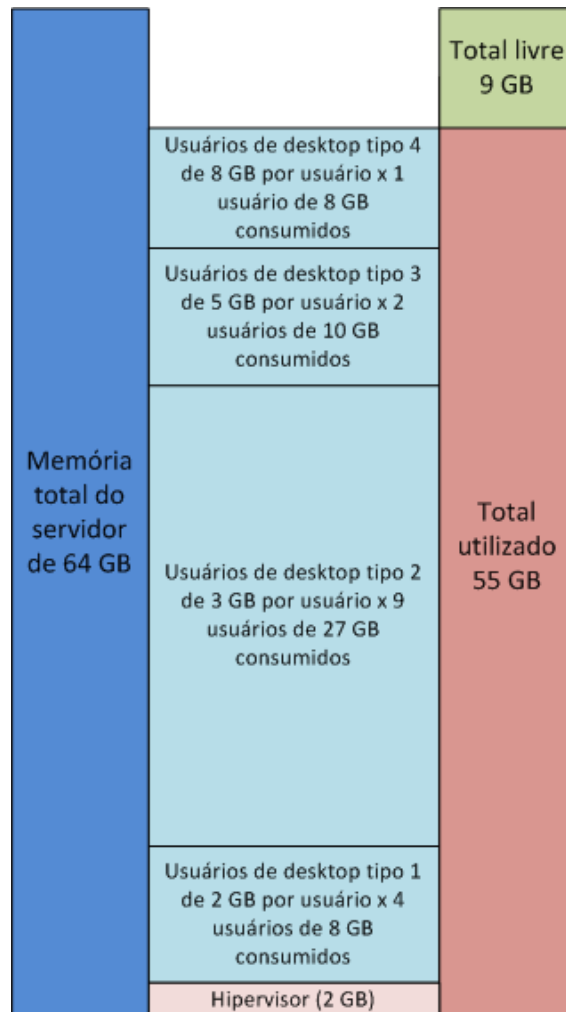 Memória
total do
servidor
de 64 GB
Usuários de desktop tipo 4
de 8 GB por usuário x 1
usuário de 8 GB
consumidos
Usuários de desktop tipo 3
de 5 GB por usuário x 2
usuários de 10 GB
consumidos
Usuários de desktop tipo 2
de 3 GB por usuário x 9
usuários de 27 GB
consumidos
Usuários de desktop tipo 1
de 2 GB por usuário x 4
usuários de 8 GB
consumidos
Hipervisor (2 GB)
Total livre
9 GB
Total
utilizado
55 GB